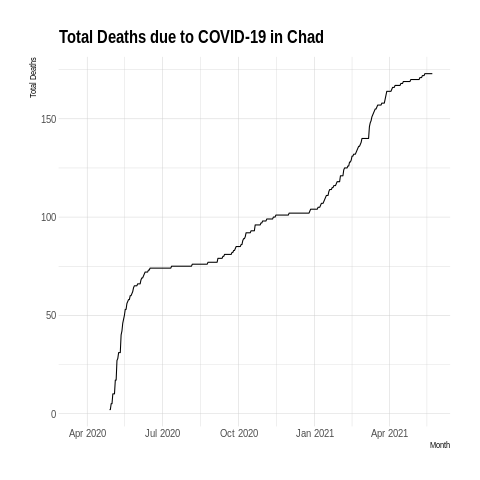 Total Deaths due to COVID-19 in Chad
Total Deaths
150
100
50
0
Apr 2020 Jul 2020 Oct 2020 Jan 2021 Apr 2021
Month